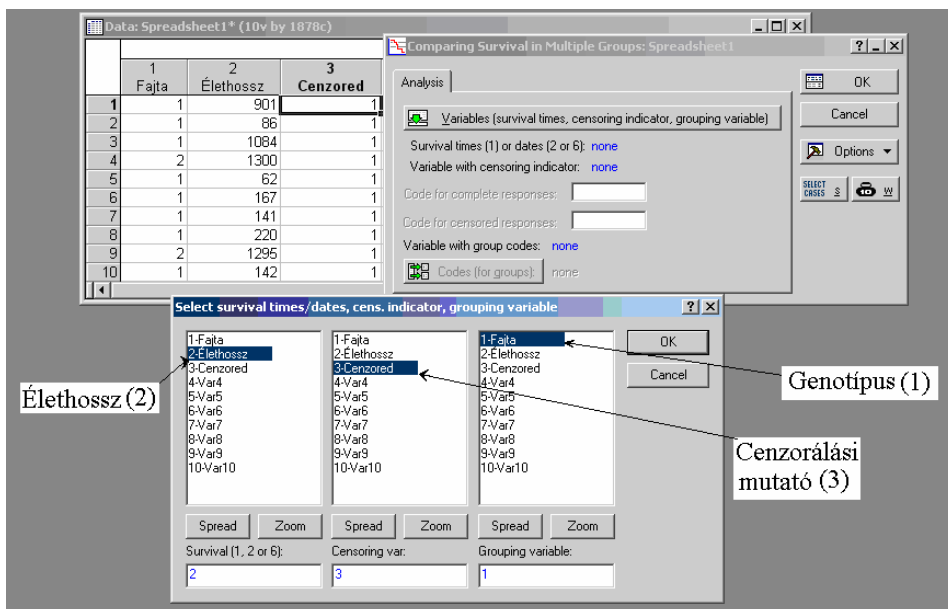 Data: Spreadsheet1* (10v by 1878c)
1 2 3
Fajta Élethossz Cenzored
1 1 901 1
2 1 86 1
3 1 1084 1
4 2 1300 1
5 1 62 1
6 1 167 1
7 1 141 1
8 1 220 1
9 2 1295 1
10 1 142 1
Comparing Survival in Multiple Groups: Spreadsheet1
Analysis
Variables (survival times, censoring indicator, grouping variable)
Survival times (1) or dates (2 or 6): none
Variable with censoring indicator: none
Code for complete responses:
Code for censored responses:
Variable with group codes: none
Codes (for groups): none
OK
Cancel
Options
SELECT CASES S W
Select survival times/dates, cens. indicator, grouping variable
1-Fajta
2-Élethossz
3-Cenzored
4-Var4
5-Var5
6-Var6
7-Var7
8-Var8
9-Var9
10-Var10
1-Fajta
2-Élethossz
3-Cenzored
4-Var4
5-Var5
6-Var6
7-Var7
8-Var8
9-Var9
10-Var10
1-Fajta
2-Élethossz
3-Cenzored
4-Var4
5-Var5
6-Var6
7-Var7
8-Var8
9-Var9
10-Var10
OK
Cancel
Spread Zoom Spread Zoom Spread Zoom
Survival (1, 2 or 6): Censoring var: Grouping variable:
2 3 1
Élethossz (2)
Genotípus (1)
Cenzorálási
mutató (3)